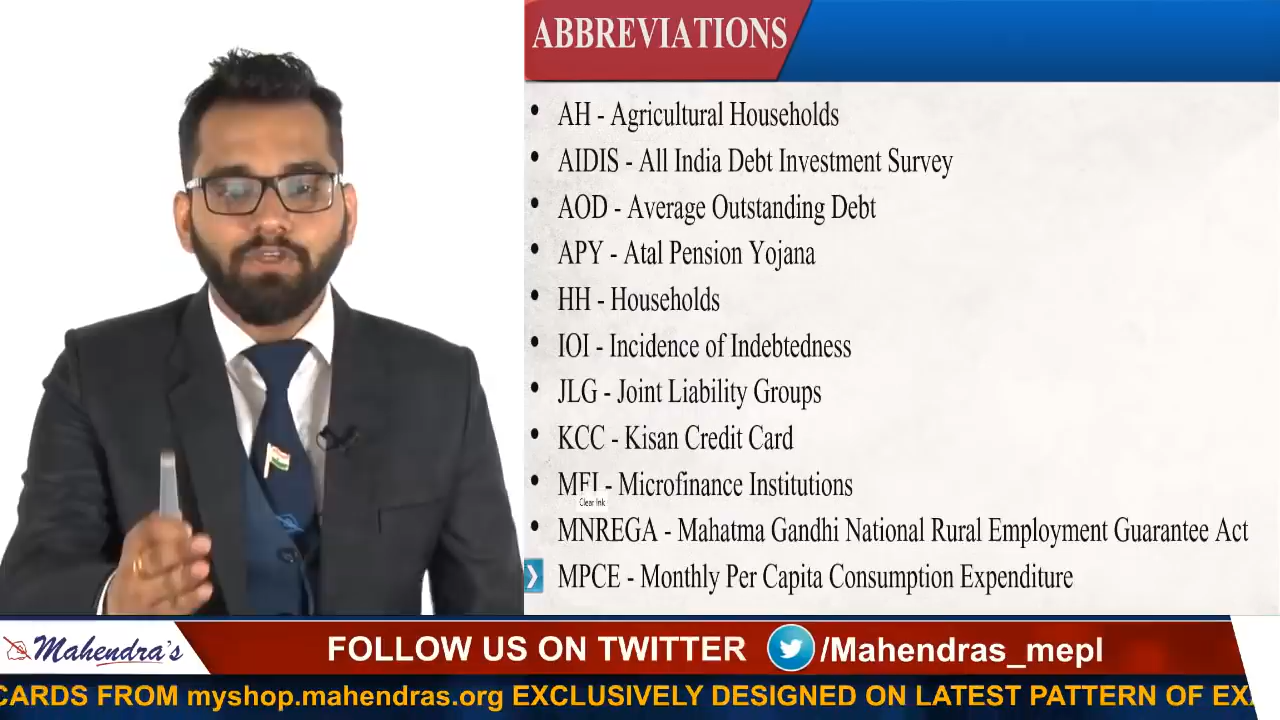 ABBREVIATIONS
• AH - Agricultural Households
• AIDIS - All India Debt Investment Survey
• AOD - Average Outstanding Debt
• APY - Atal Pension Yojana
• HH - Households
• IOI - Incidence of Indebtedness
• JLG - Joint Liability Groups
• KCC - Kisan Credit Card
• MFI - Microfinance Institutions
Clear Ink
• MNREGA - Mahatma Gandhi National Rural Employment Guarantee Act
MPCE - Monthly Per Capita Consumption Expenditure
Mahendra's
FOLLOW US ON TWITTER /Mahendras_mepl
CARDS FROM myshop.mahendras.org EXCLUSIVELY DESIGNED ON LATEST PATTERN OF EXA